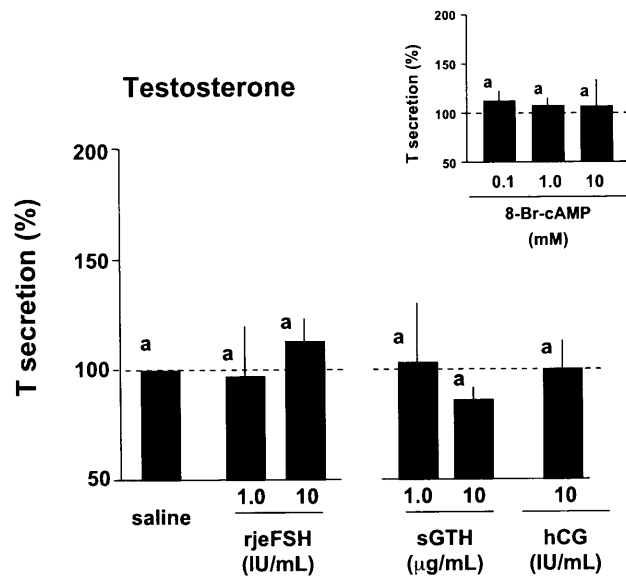 Testosterone
T secretion (%)
200
150
100
50
a
a
a
a
a
a
saline
1.0 10
rjeFSH
(IU/mL)
1.0 10
sGTH
(μg/mL)
10
hCG
(IU/mL)
T secretion (%)
200
150
100
50
a a a
0.1 1.0 10
8-Br-cAMP
(mM)